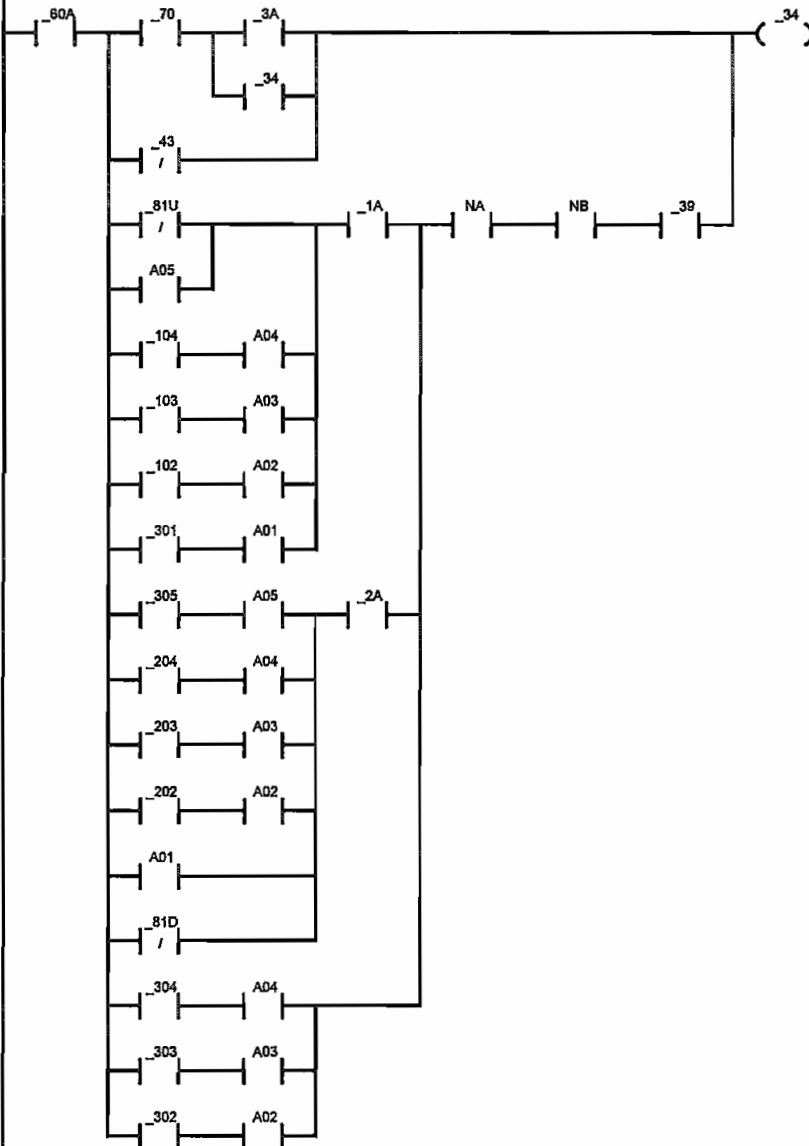 _60A _70 _3A _34
_34
_43
/
_81U _1A NA NB _39
/
A05
_104 A04
_103 A03
_102 A02
_301 A01
_305 A05 _2A
_204 A04
_203 A03
_202 A02
A01
_81D
/
_304 A04
_303 A03
_302 A02